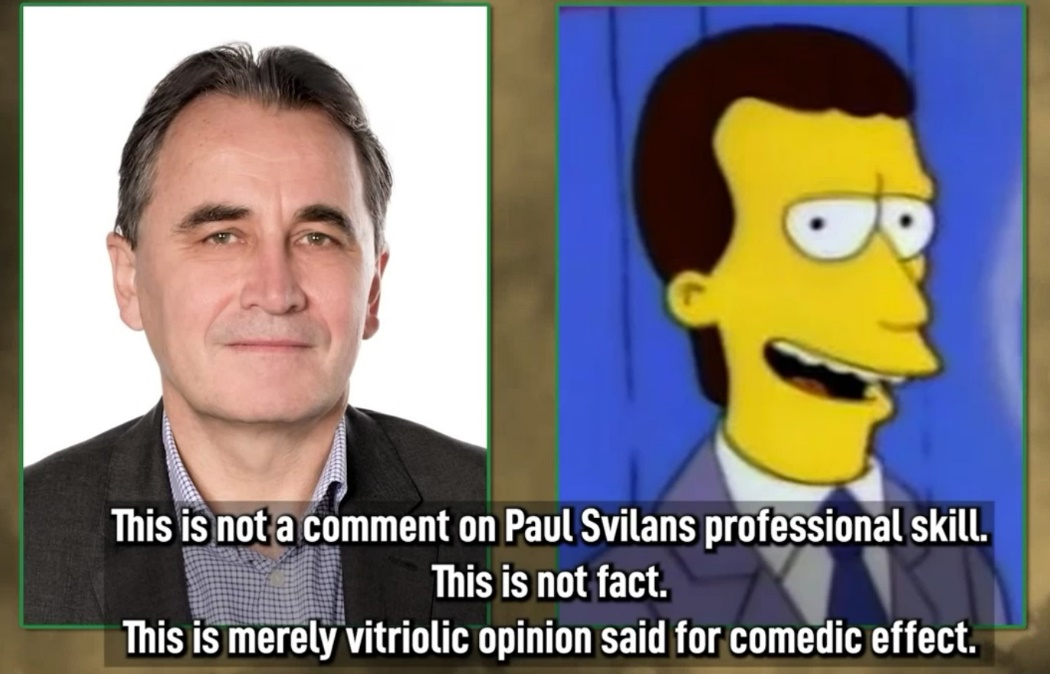 This is not a comment on Paul Svilans professional skill.
This is not fact.
This is merely vitriolic opinion said for comedic effect.